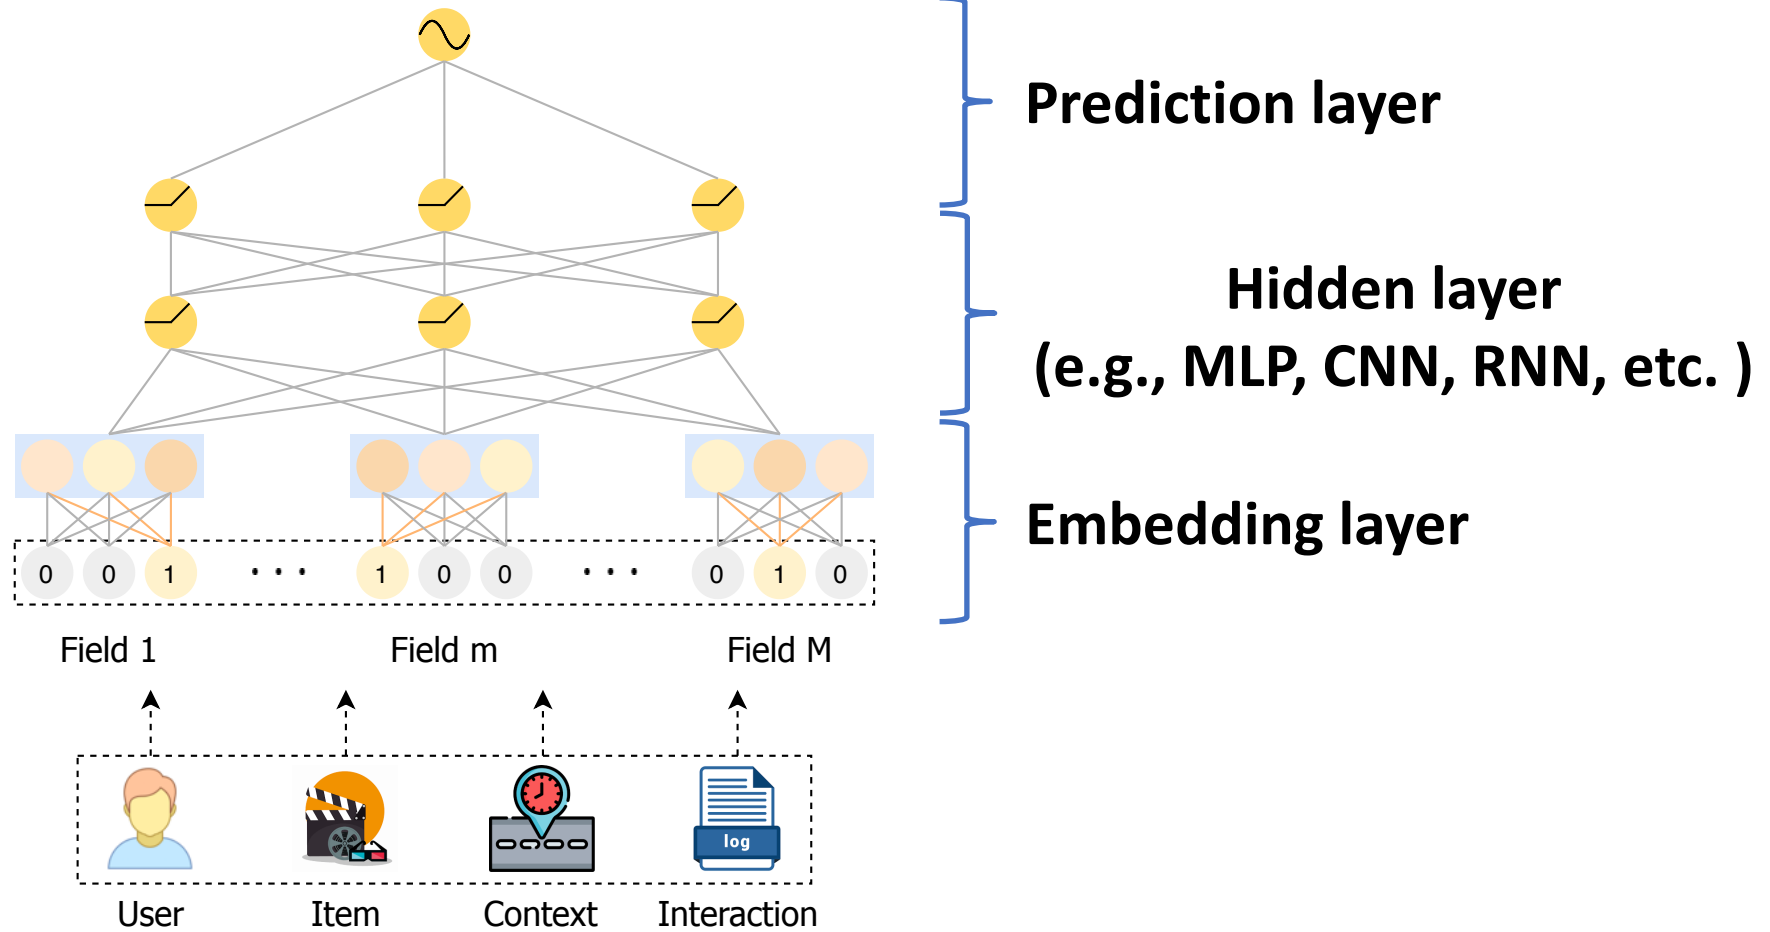 Prediction layer
Hidden layer
(e.g., MLP, CNN, RNN, etc. )
Embedding layer
0 0 1 ... 1 0 0 ... 0 1 0
Field 1 Field m Field M
log
User Item Context Interaction